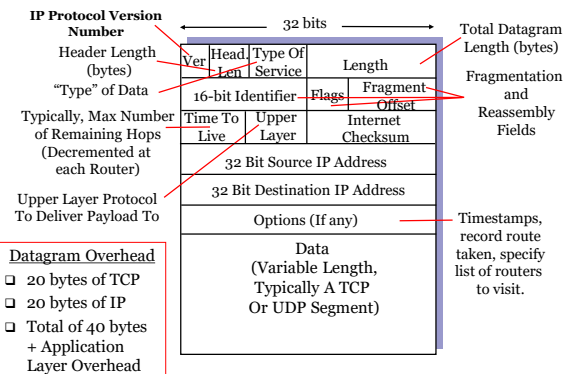 IP Protocol Version
Number
Header Length
(bytes)
"Type" of Data
Typically, Max Number
of Remaining Hops
(Decremented at
each Router)
Upper Layer Protocol
To Deliver Payload To
32 bits
Ver
Head.
Len
Type Of
Service
Length
16-bit Identifier
Flags
Fragment
Offset
Time To
Live
Upper
Layer
Internet
Checksum
32 Bit Source IP Address
32 Bit Destination IP Address
Options (If any)
Data
(Variable Length,
Typically A TCP
Or UDP Segment)
Total Datagram
Length (bytes)
Fragmentation
and
Reassembly
Fields
Timestamps,
record route
taken, specify
list of routers
to visit.
Datagram Overhead
❑ 20 bytes of TCP
❑ 20 bytes of IP
❑ Total of 40 bytes
+ Application
Layer Overhead